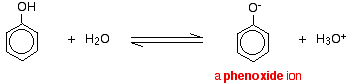 OH
+ H₂O
O⁻
+ H₃O⁺
a phenoxide ion